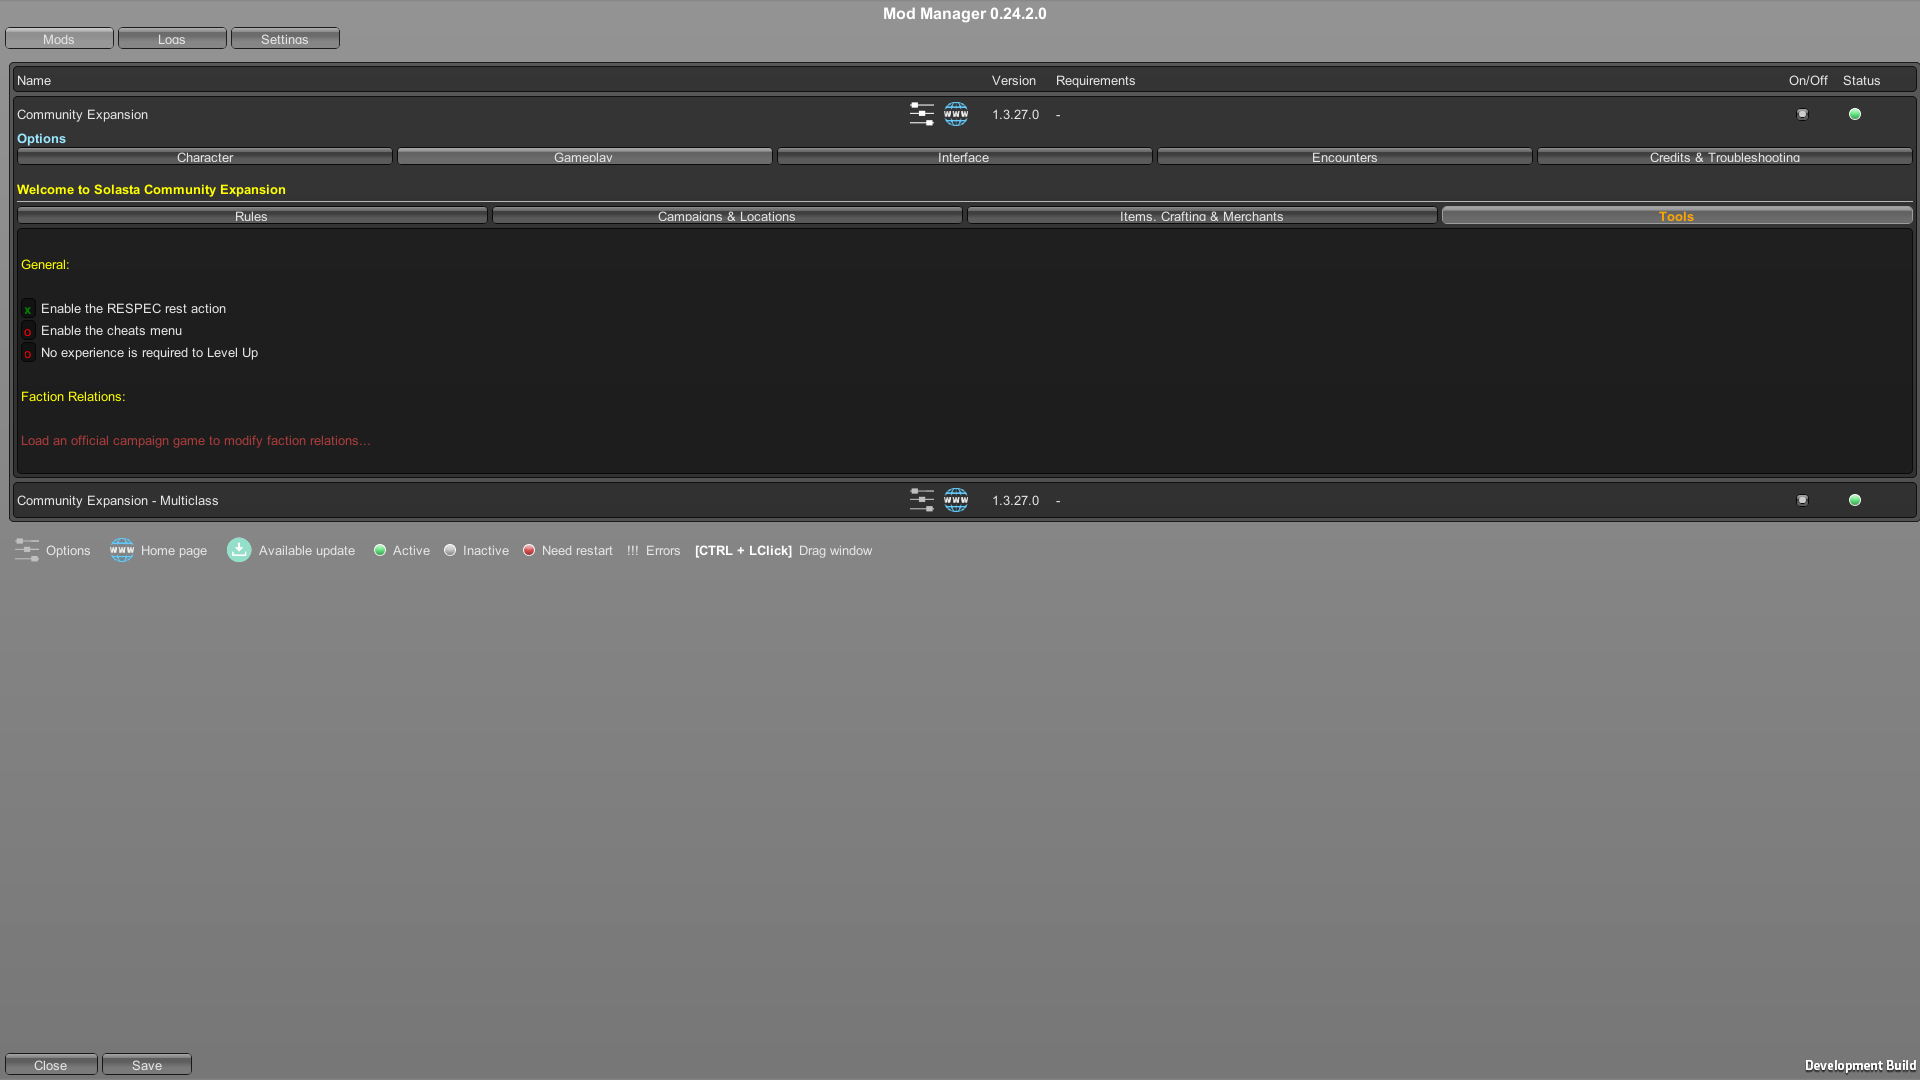 Mod Manager 0.24.2.0
Mods Logs Settings
Name Version Requirements On/Off Status
Community Expansion www 1.3.27.0 -
Options
Character Gameplay Interface Encounters Credits & Troubleshooting
Welcome to Solasta Community Expansion
Rules Campaigns & Locations Items, Crafting & Merchants Tools
General:
x Enable the RESPEC rest action
o Enable the cheats menu
o No experience is required to Level Up
Faction Relations:
Load an official campaign game to modify faction relations...
Community Expansion - Multiclass www 1.3.27.0 -
Options www Home page Available update Active Inactive Need restart !!! Errors [CTRL + LClick] Drag window
Close Save Development Build